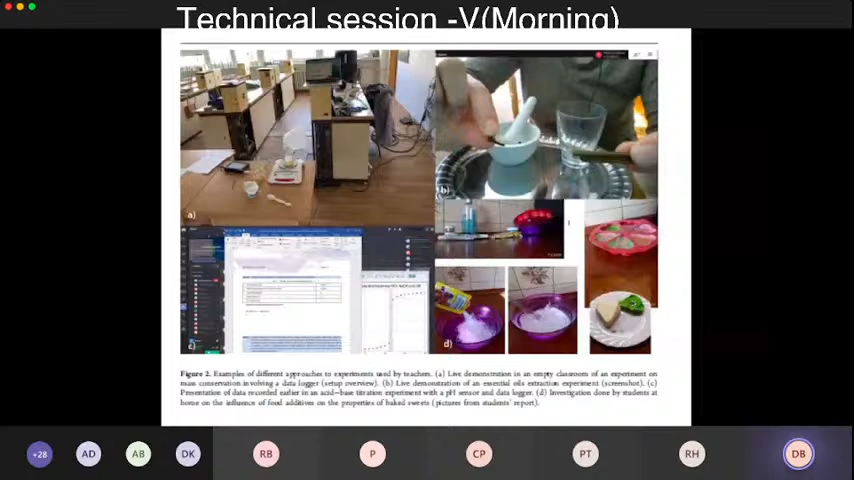 Technical session -V(Morning)
a)
b)
c)
d)
Figure 2. Examples of different approaches to experiments used by teachers. (a) Live demonstration in an empty classroom of an experiment on
mass conservation involving a data logger (setup overview). (b) Live demonstration of an essential oils extraction experiment (screenshot). (c)
Presentation of data recorded earlier in an acid–base titration experiment with a pH sensor and data logger. (d) Investigation done by students at
home on the influence of food additives on the properties of baked sweets (pictures from students' report).
+28 AD AB DK RB P CP PT RH DB